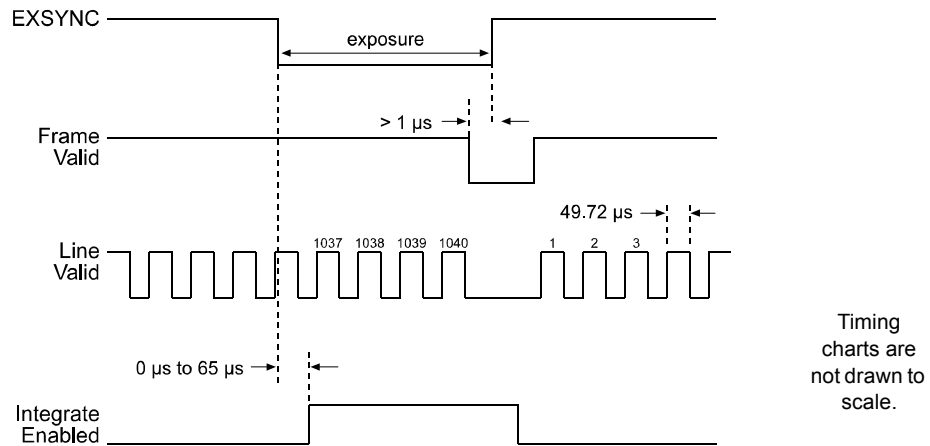 EXSYNC
exposure
> 1 µs
Frame
Valid
49.72 µs
1037 1038 1039 1040 1 2 3
Line
Valid
0 µs to 65 µs
Integrate
Enabled
Timing
charts are
not drawn to
scale.